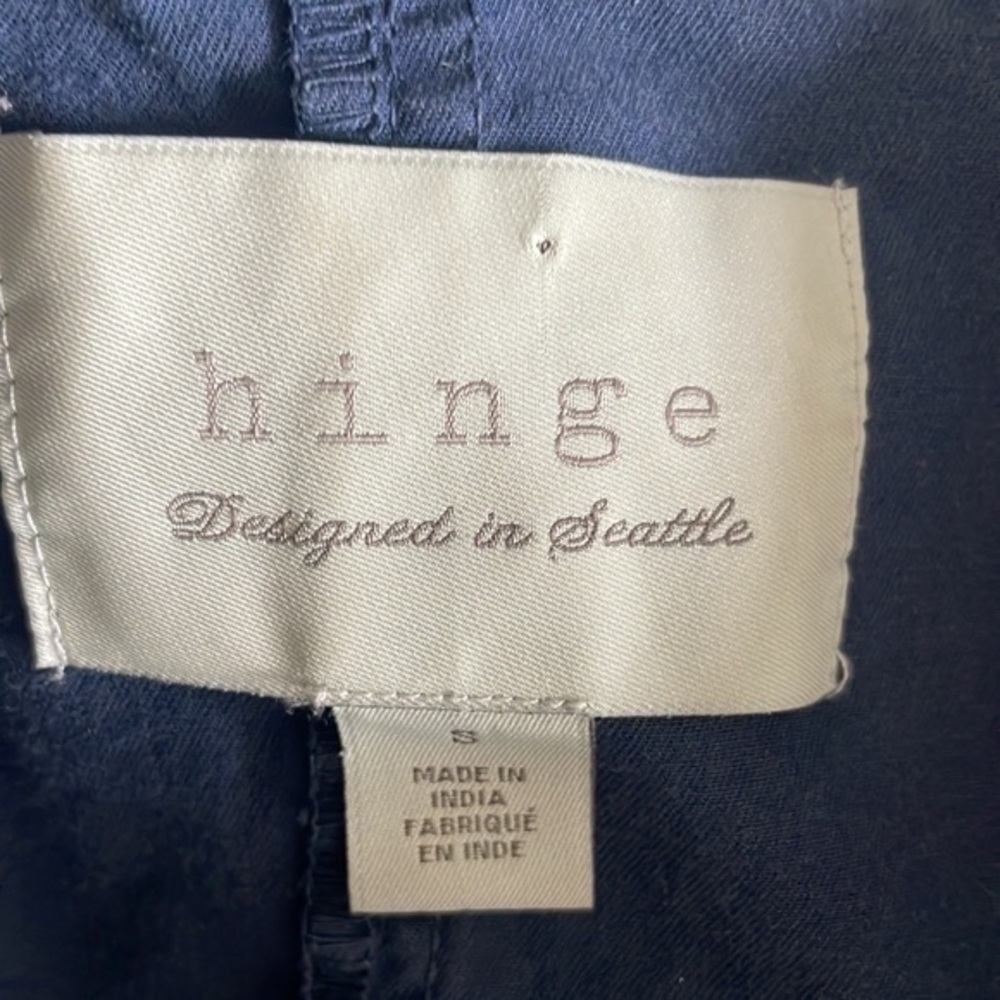 hinge
Designed in Seattle
S
MADE IN
INDIA
FABRIQUÉ
EN INDE